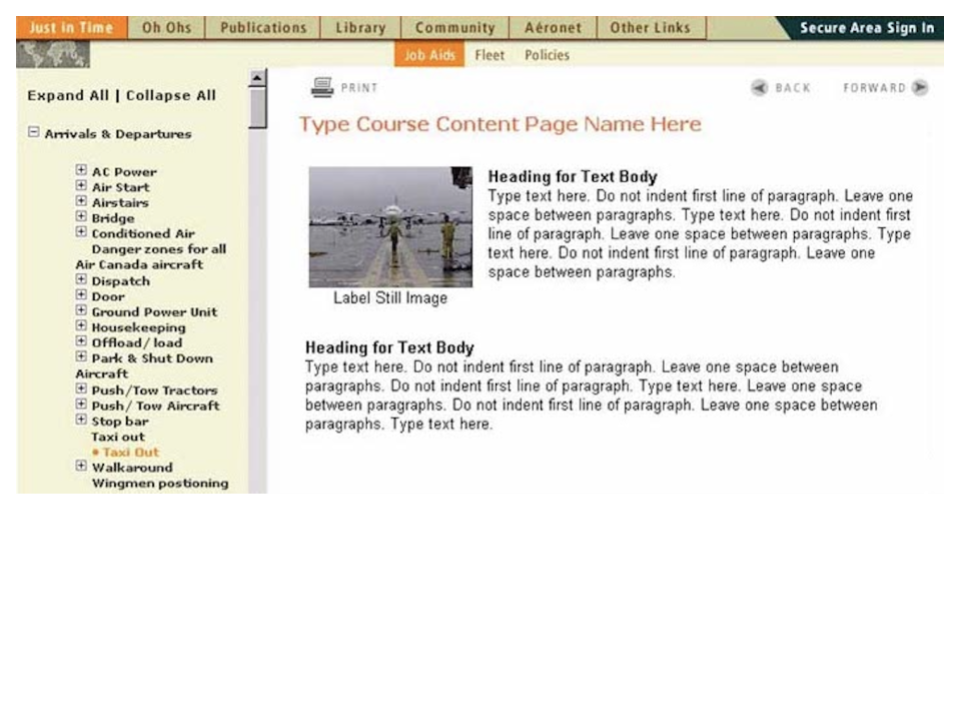 Just in Time Oh Ohs Publications Library Community Aéronet Other Links Secure Area Sign In
Job Aids Fleet Policies
Expand All | Collapse All
Arrivals & Departures
AC Power
Air Start
Airstairs
Bridge
Conditioned Air
Danger zones for all
Air Canada aircraft
Dispatch
Door
Ground Power Unit
Housekeeping
Offload/load
Park & Shut Down
Aircraft
Push/Tow Tractors
Push/ Tow Aircraft
Stop bar
Taxi out
• Taxi Out
Walkaround
Wingmen postioning
PRINT
BACK FORWARD
Type Course Content Page Name Here
Heading for Text Body
Type text here. Do not indent first line of paragraph. Leave one
space between paragraphs. Type text here. Do not indent first
line of paragraph. Leave one space between paragraphs. Type
text here. Do not indent first line of paragraph. Leave one
space between paragraphs.
Label Still Image
Heading for Text Body
Type text here. Do not indent first line of paragraph. Leave one space between
paragraphs. Do not indent first line of paragraph. Type text here. Leave one space
between paragraphs. Do not indent first line of paragraph. Leave one space between
paragraphs. Type text here.